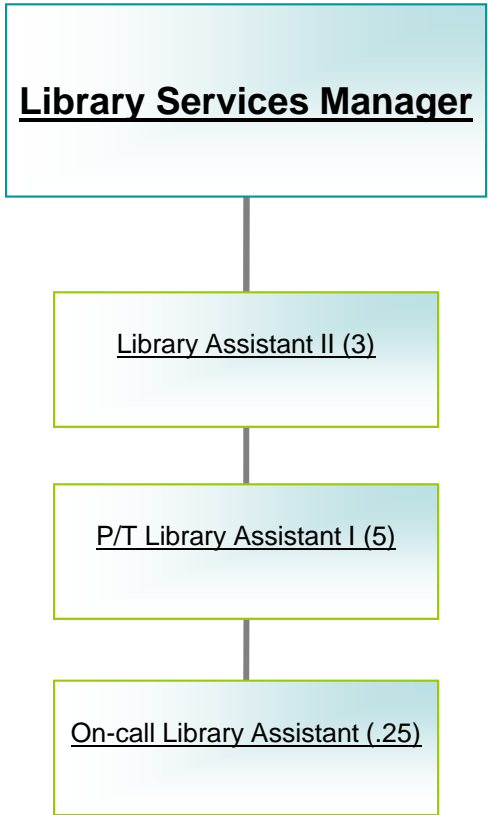 Library Services Manager
Library Assistant II (3)
P/T Library Assistant I (5)
On-call Library Assistant (.25)